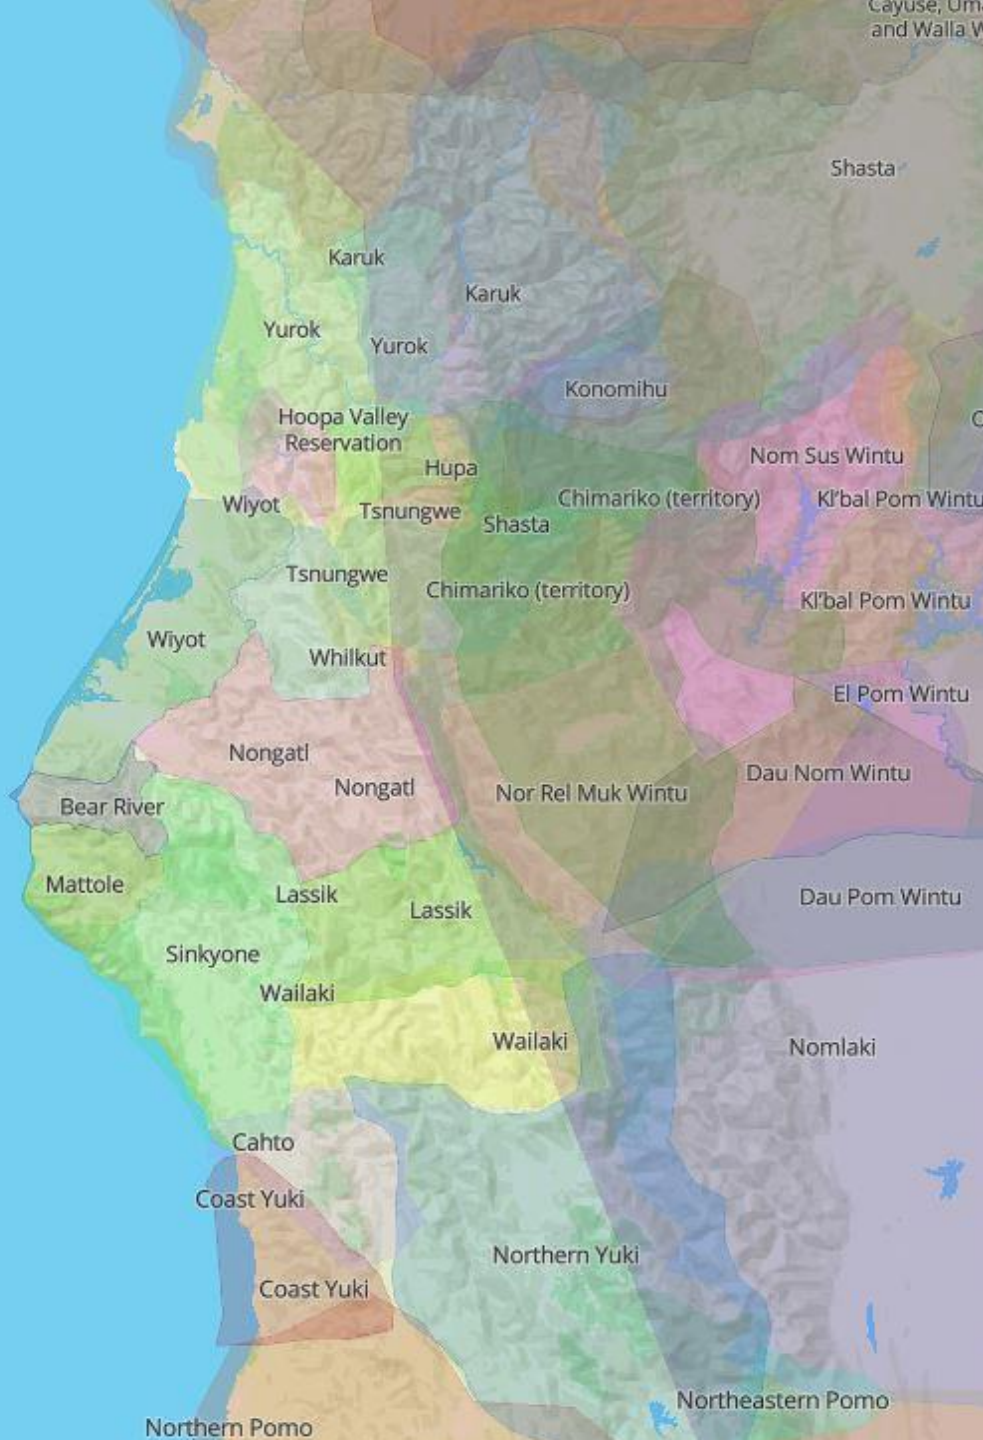 Cayuse, Um
and Walla W
Shasta
Karuk
Karuk
Yurok
Yurok
Konomihu
Hoopa Valley
Reservation
Nom Sus Wintu
Hupa
Kl'bal Pom Wintu
Chimariko (territory)
Wiyot
Tsnungwe
Shasta
Tsnungwe
Chimariko (territory)
Kl'bal Pom Wintu
Wiyot
Whilkut
El Pom Wintu
Nongatl
Dau Nom Wintu
Nongatl
Nor Rel Muk Wintu
Bear River
Mattole
Lassik
Dau Pom Wintu
Lassik
Sinkyone
Wailaki
Wailaki
Nomlaki
Cahto
Coast Yuki
Northern Yuki
Coast Yuki
Northeastern Pomo
Northern Pomo